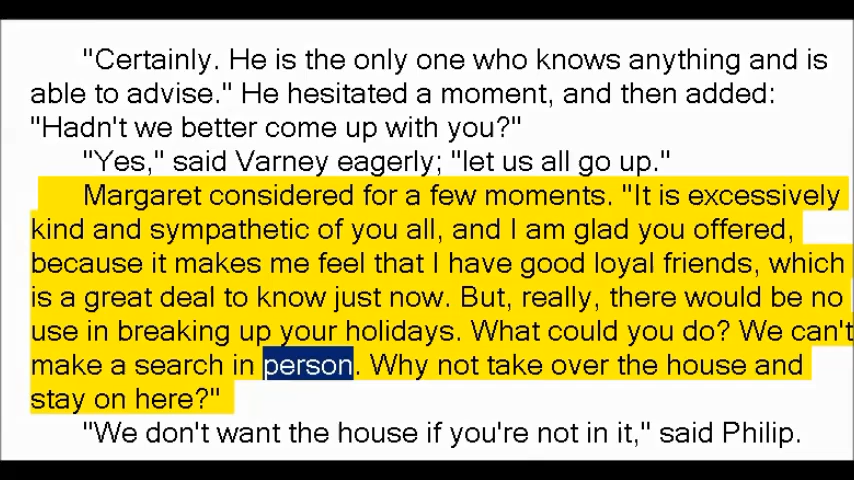 "Certainly. He is the only one who knows anything and is
able to advise." He hesitated a moment, and then added:
"Hadn't we better come up with you?"
"Yes," said Varney eagerly; "let us all go up."
Margaret considered for a few moments. "It is excessively
kind and sympathetic of you all, and I am glad you offered,
because it makes me feel that I have good loyal friends, which
is a great deal to know just now. But, really, there would be no
use in breaking up your holidays. What could you do? We can't
make a search in person. Why not take over the house and
stay on here?"
"We don't want the house if you're not in it," said Philip.